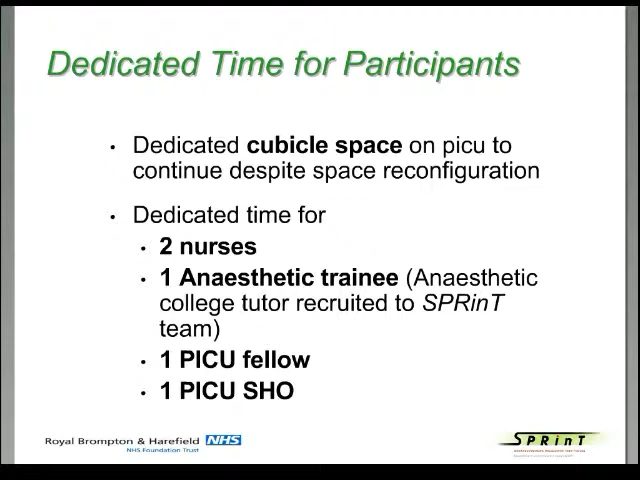 Dedicated Time for Participants
• Dedicated cubicle space on picu to
continue despite space reconfiguration
• Dedicated time for
• 2 nurses
• 1 Anaesthetic trainee (Anaesthetic
college tutor recruited to SPRinT
team)
• 1 PICU fellow
• 1 PICU SHO
Royal Brompton & Harefield NHS
NHS Foundation Trust
SPRinT